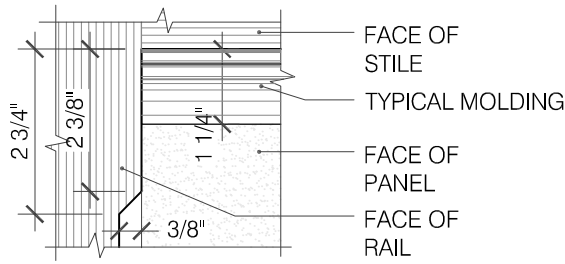 FACE OF
STILE
TYPICAL MOLDING
FACE OF
PANEL
FACE OF
RAIL
2 3/4"
2 3/8"
1 1/4"
3/8"